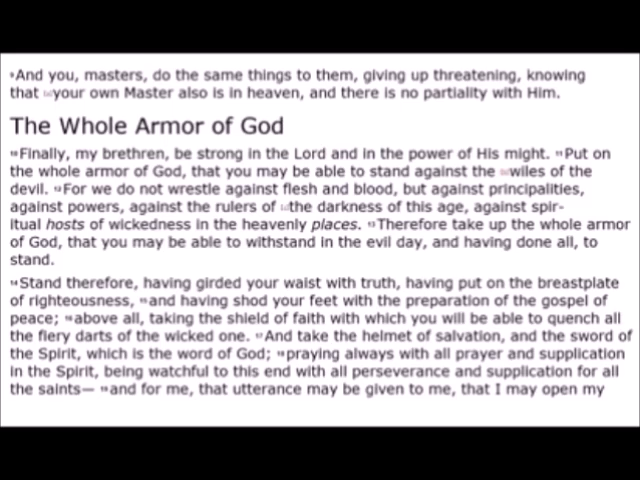 And you, masters, do the same things to them, giving up threatening, knowing
that your own Master also is in heaven, and there is no partiality with Him.
The Whole Armor of God
Finally, my brethren, be strong in the Lord and in the power of His might. Put on
the whole armor of God, that you may be able to stand against the wiles of the
devil. For we do not wrestle against flesh and blood, but against principalities,
against powers, against the rulers of the darkness of this age, against spir-
itual hosts of wickedness in the heavenly places. Therefore take up the whole armor
of God, that you may be able to withstand in the evil day, and having done all, to
stand.
Stand therefore, having girded your waist with truth, having put on the breastplate
of righteousness, and having shod your feet with the preparation of the gospel of
peace; above all, taking the shield of faith with which you will be able to quench all
the fiery darts of the wicked one. And take the helmet of salvation, and the sword of
the Spirit, which is the word of God; praying always with all prayer and supplication
in the Spirit, being watchful to this end with all perseverance and supplication for all
the saints— and for me, that utterance may be given to me, that I may open my